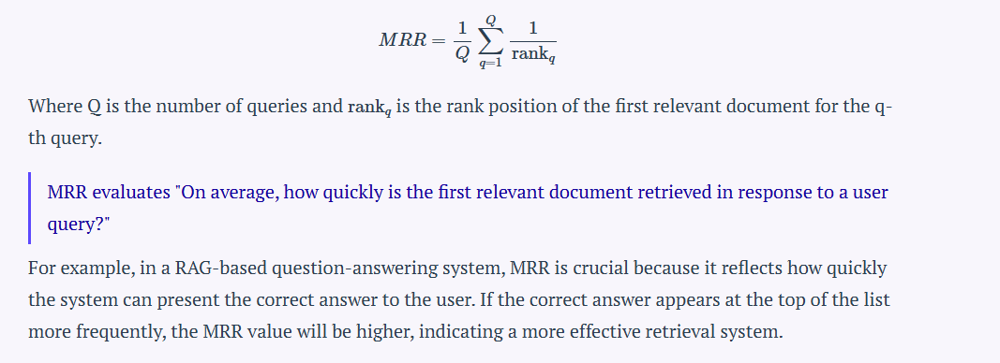 MRR = \frac{1}{Q} \sum_{q=1}^{Q} \frac{1}{\text{rank}_q}
Where Q is the number of queries and rank_q is the rank position of the first relevant document for the q-
th query.
MRR evaluates "On average, how quickly is the first relevant document retrieved in response to a user
query?"
For example, in a RAG-based question-answering system, MRR is crucial because it reflects how quickly
the system can present the correct answer to the user. If the correct answer appears at the top of the list
more frequently, the MRR value will be higher, indicating a more effective retrieval system.